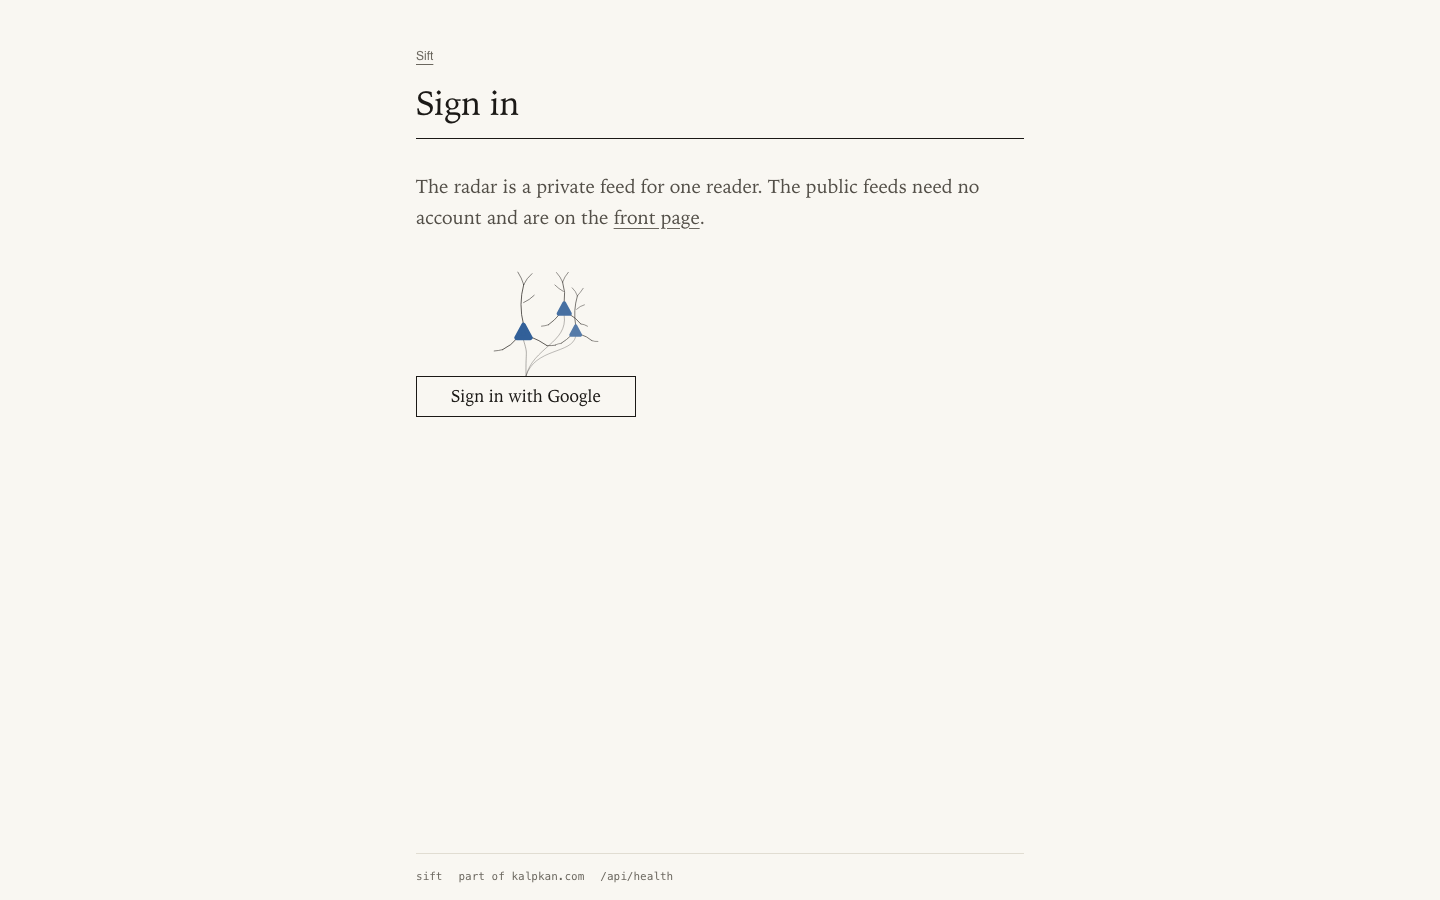 Sift
Sign in
The radar is a private feed for one reader. The public feeds need no
account and are on the front page.
Sign in with Google
sift part of kalpkan.com /api/health